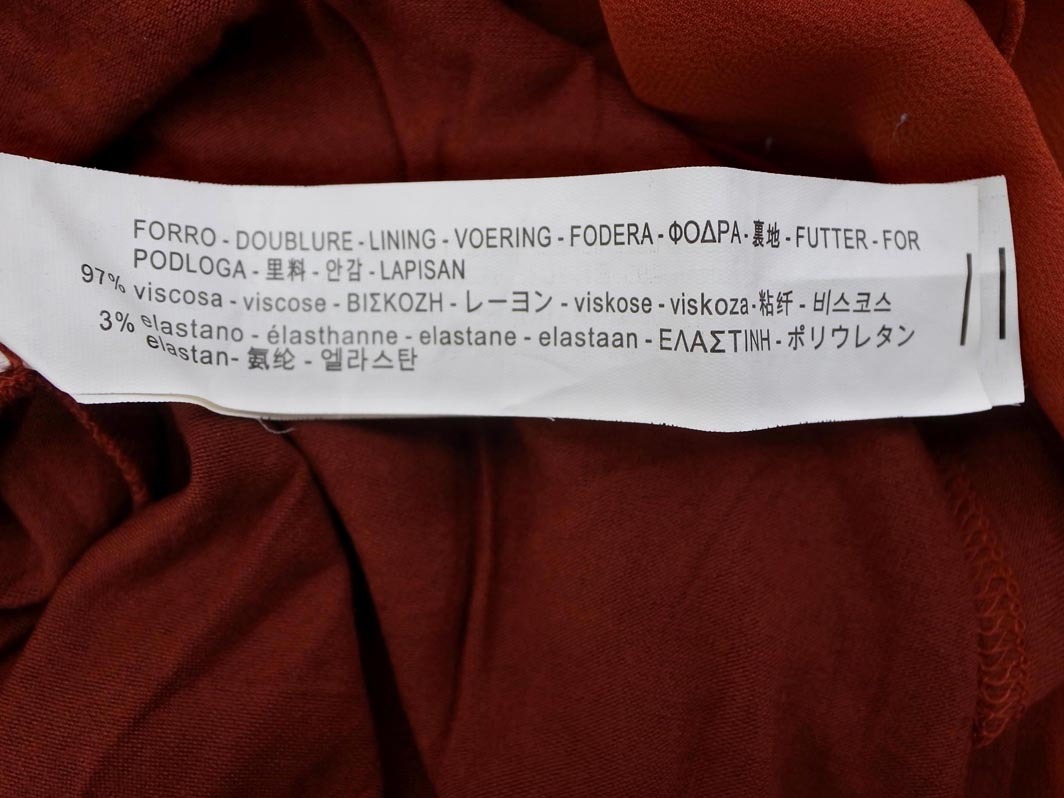 FORRO - DOUBLURE - LINING - VOERING - FODERA - ΦΟΔΡΑ - 裏地 - FUTTER - FOR
PODLOGA - 里料 - 안감 - LAPISAN
97% viscosa - viscose - ΒΙΣΚΟΖΗ - レーヨン - viskose - viskoza - 粘纤 - 비스코스
3% elastano - élasthanne - elastane - elastaan - ΕΛΑΣΤΙΝΗ - ポリウレタン
elastan - 氨纶 - 엘라스탄